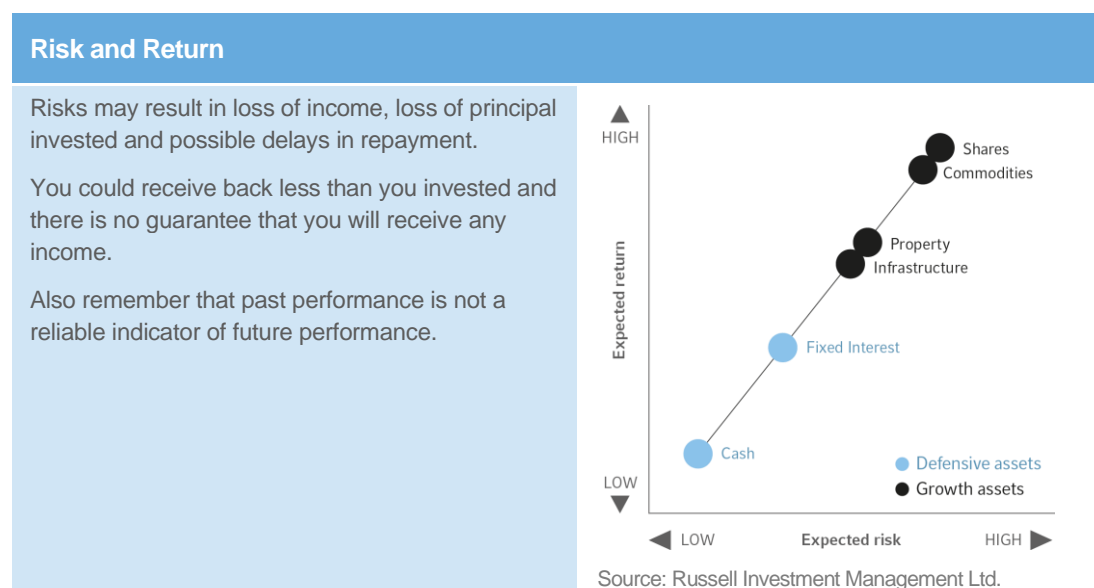 Risk and Return
Risks may result in loss of income, loss of principal
invested and possible delays in repayment.
You could receive back less than you invested and
there is no guarantee that you will receive any
income.
Also remember that past performance is not a
reliable indicator of future performance.
HIGH
Expected return
LOW
Shares
Commodities
Property
Infrastructure
Fixed Interest
Cash
Defensive assets
Growth assets
LOW Expected risk HIGH
Source: Russell Investment Management Ltd.